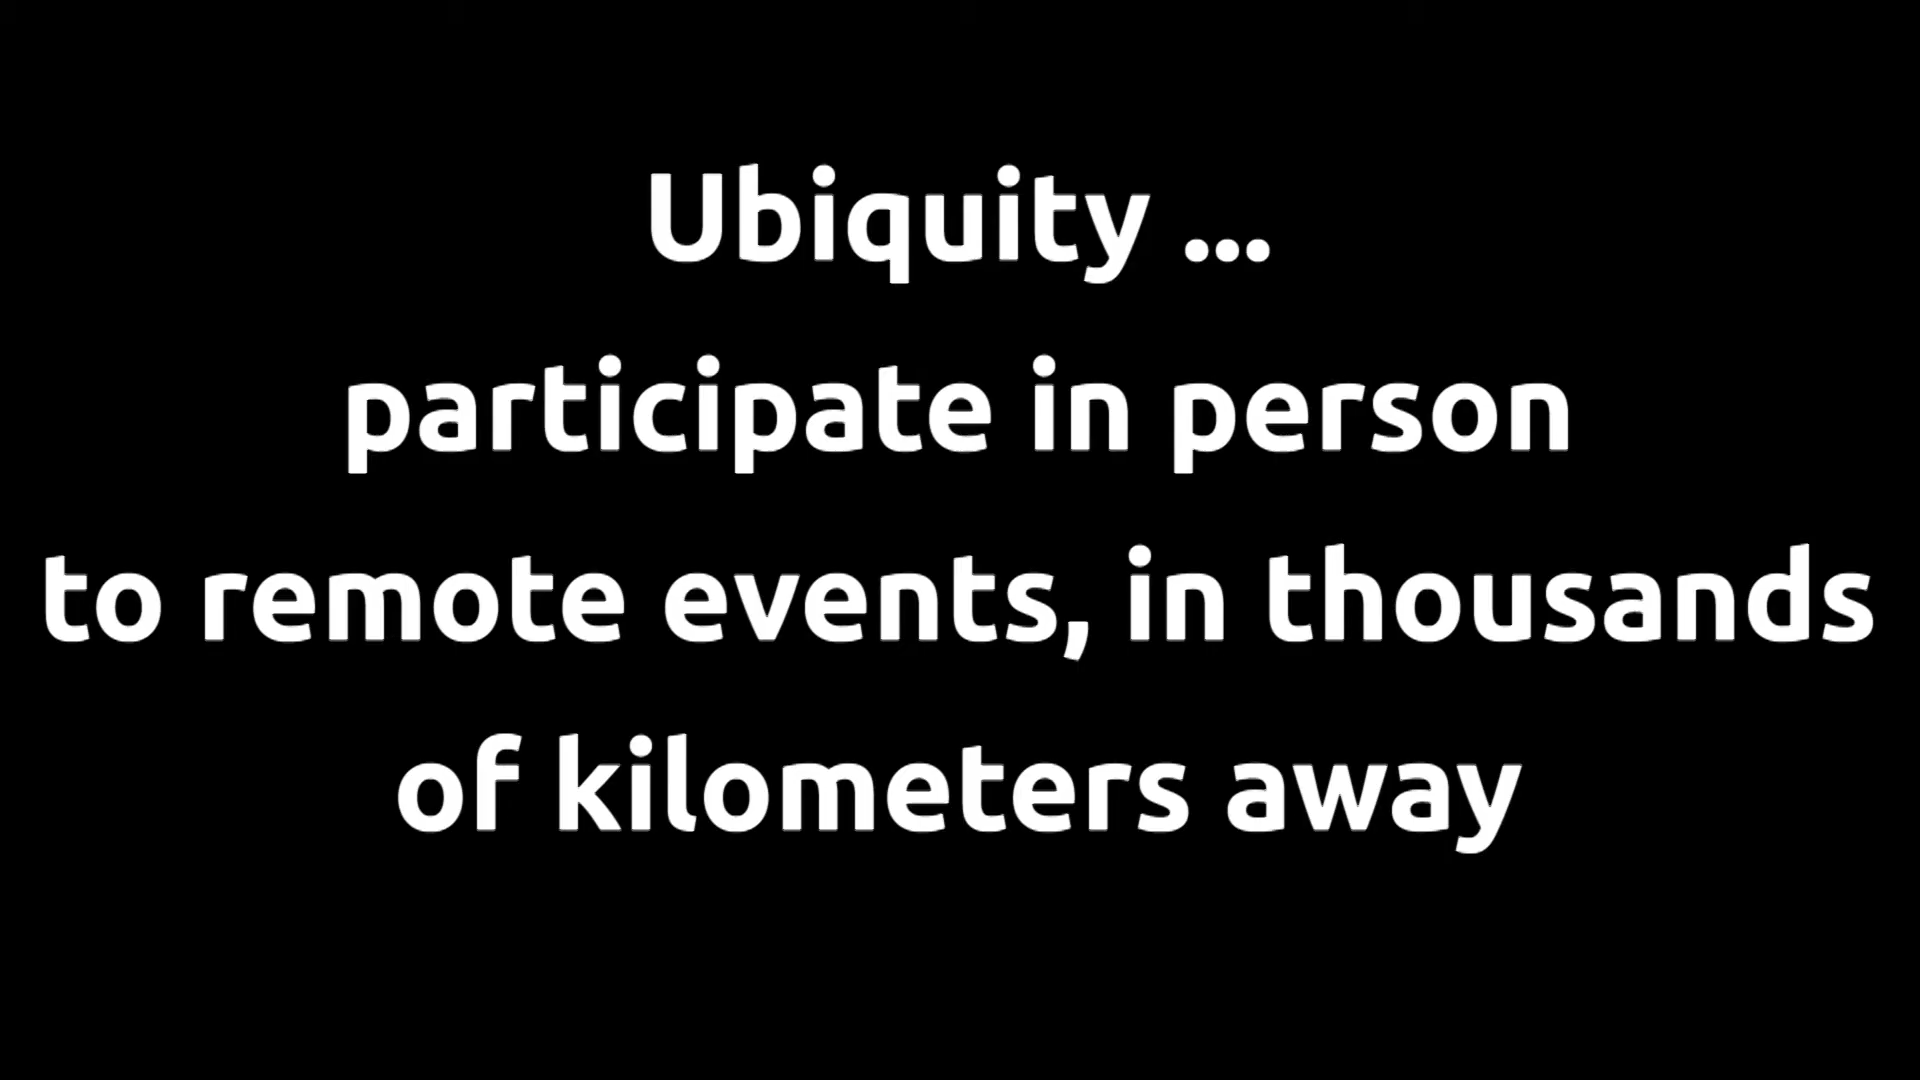 Ubiquity ...
participate in person
to remote events, in thousands
of kilometers away